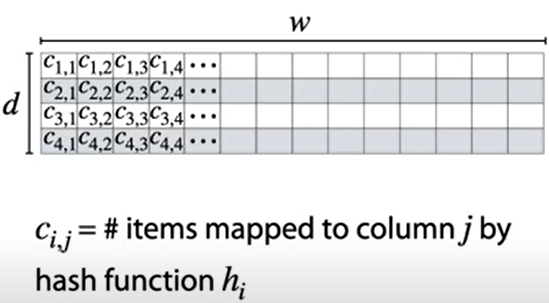 w
c1,1 c1,2 c1,3 c1,4 ...
d
c2,1 c2,2 c2,3 c2,4 ...
c3,1 c3,2 c3,3 c3,4 ...
c4,1 c4,2 c4,3 c4,4 ...
ci,j = # items mapped to column j by
hash function hi